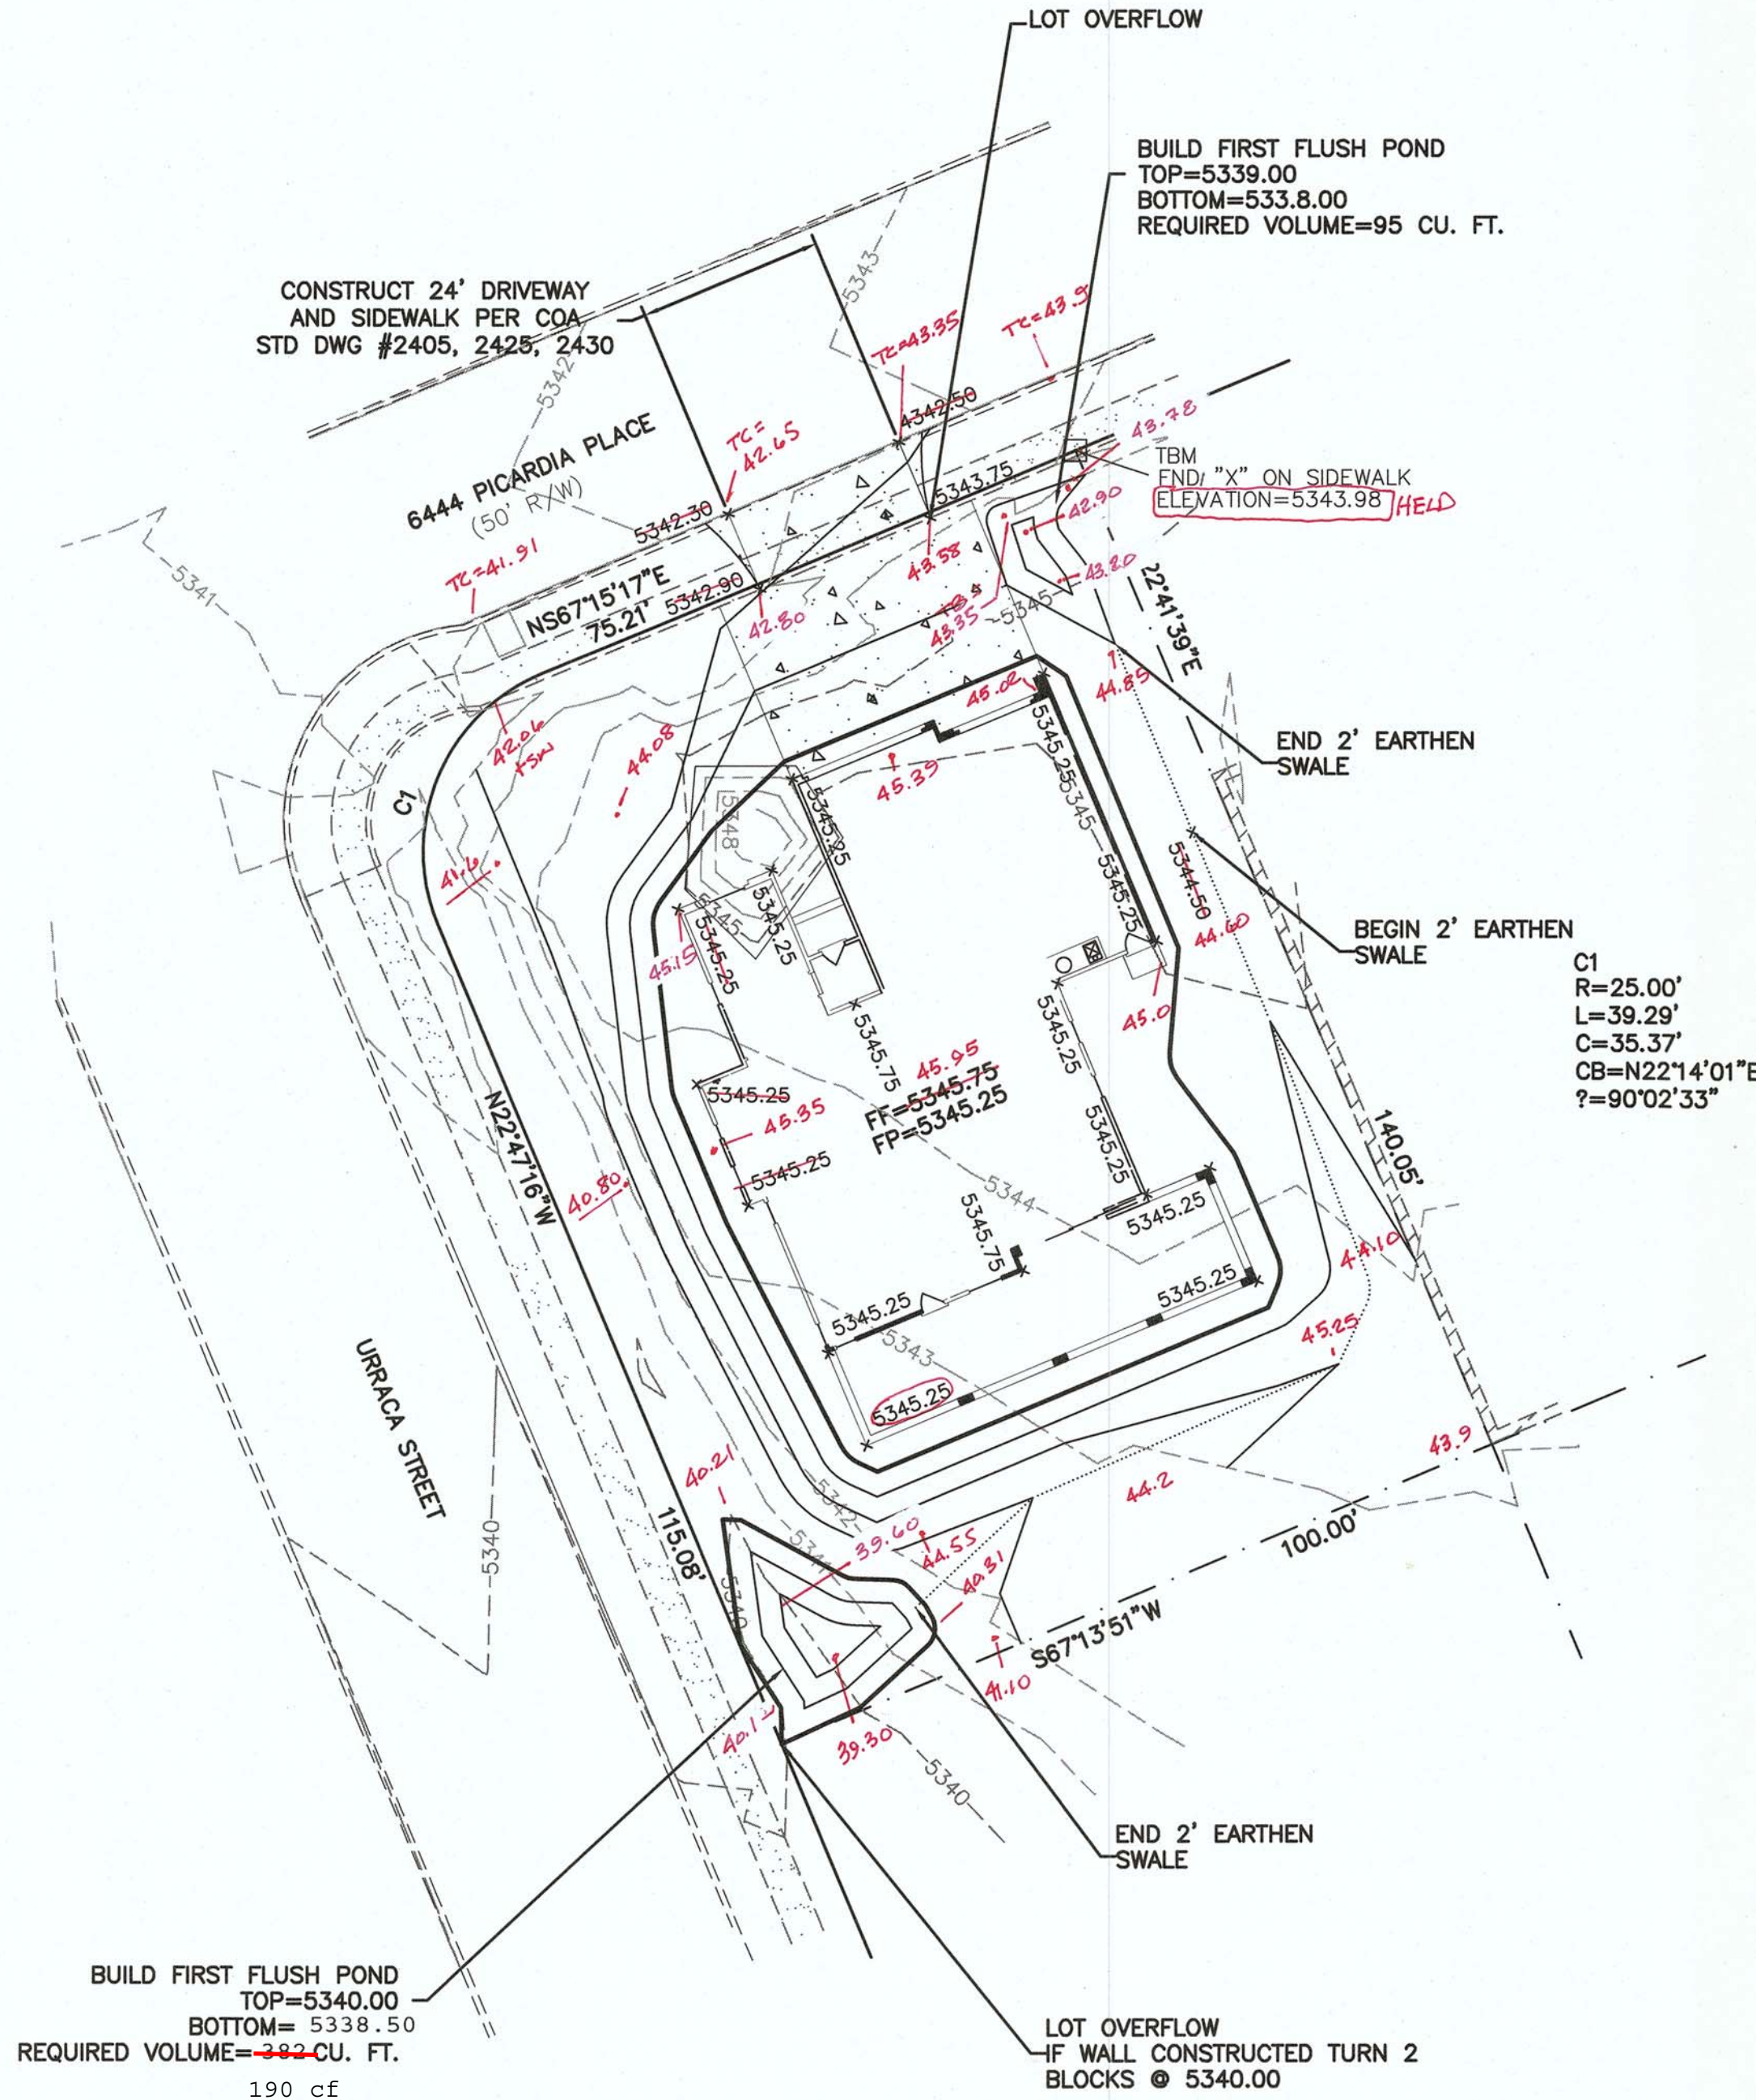 LOT OVERFLOW
BUILD FIRST FLUSH POND
TOP=5339.00
BOTTOM=533.8.00
REQUIRED VOLUME=95 CU. FT.
CONSTRUCT 24' DRIVEWAY
AND SIDEWALK PER COA
STD DWG #2405, 2425, 2430
5343
5342
TC=43.35
TC=43.9
4342.50
6444 PICARDIA PLACE
(50' R/W)
TC=
42.65
43.78
TBM
FND "X" ON SIDEWALK
ELEVATION=5343.98 HELD
5343.75
5342.30
42.90
5341
TC=41.91
NS67°15'17"E
75.21'
5342.90
42.80
43.58
43.35
5345
43.80
22°41'39"E
44.85
45.02
42.06
TSW
44.08
45.39
END 2' EARTHEN
SWALE
C1
5348
5345.25
5345.25
5345
5345.25
41.6
5345
5345.25
5345.25
45.15
5344.50
44.60
BEGIN 2' EARTHEN
SWALE
45.0
C1
R=25.00'
L=39.29'
C=35.37'
CB=N22°14'01"E
?=90°02'33"
5345.75
5345.25
45.95
FF=5345.75
FP=5345.25
5345.25
45.35
5345.25
N22°47'16"W
40.80
5345.25
140.05'
5344
5345.25
5345.75
44.10
5345.25
5345.25
5343
45.25
5345.25
URRACA STREET
43.9
40.21
44.2
5342
100.00'
115.08'
39.60
5341
44.55
40.31
5340
5340
S67°13'51"W
41.10
40.1
39.30
5340
END 2' EARTHEN
SWALE
BUILD FIRST FLUSH POND
TOP=5340.00
BOTTOM= 5338.50
REQUIRED VOLUME= 382 CU. FT.
190 cf
LOT OVERFLOW
IF WALL CONSTRUCTED TURN 2
BLOCKS @ 5340.00